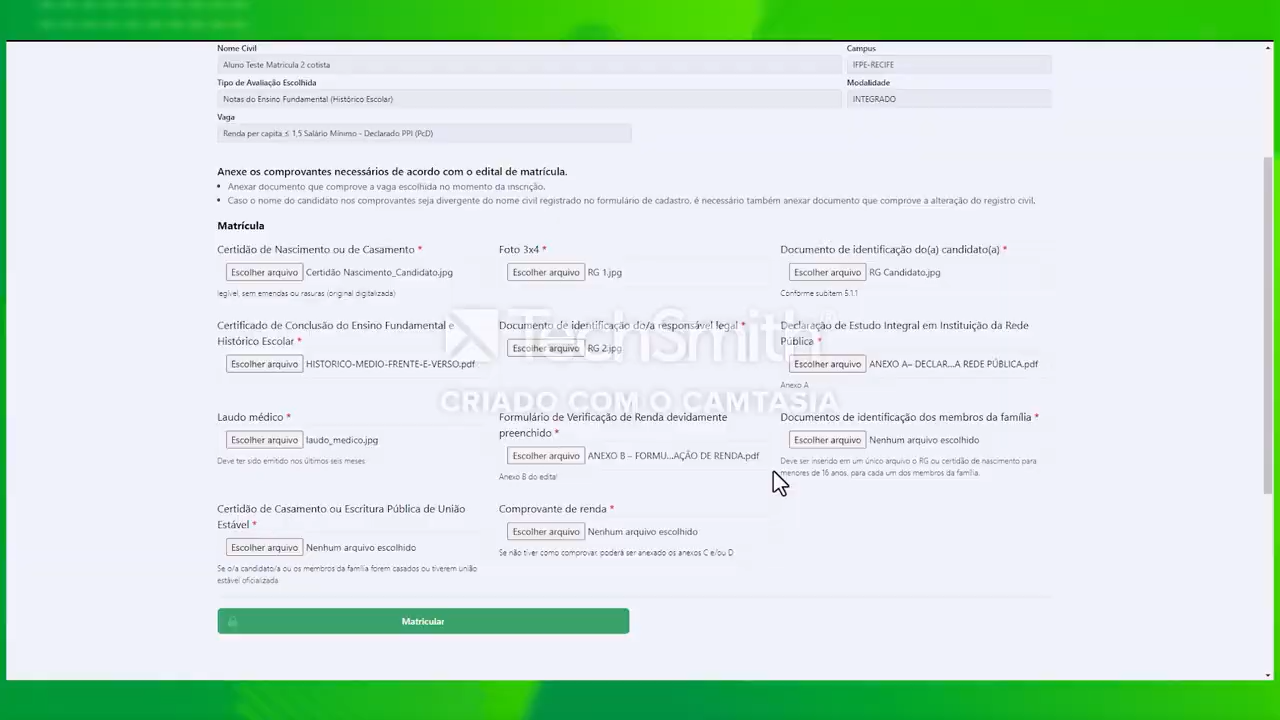 Nome Civil
Campus
Aluno Teste Matricula 2 cotista
IFPE-RECIFE
Tipo de Avaliação Escolhida
Modalidade
Notas do Ensino Fundamental (Histórico Escolar)
INTEGRADO
Vaga
Renda per capita ≤ 1,5 Salário Mínimo - Declarado PPI (PcD)
Anexe os comprovantes necessários de acordo com o edital de matrícula.
Anexar documento que comprove a vaga escolhida no momento da inscrição.
Caso o nome do candidato nos comprovantes seja divergente do nome civil registrado no formulário de cadastro, é necessário também anexar documento que comprove a alteração do registro civil.
Matrícula
Certidão de Nascimento ou de Casamento *
Foto 3x4 *
Documento de identificação do(a) candidato(a) *
Escolher arquivo Certidão Nascimento_Candidato.jpg
Escolher arquivo RG 1.jpg
Escolher arquivo RG Candidato.jpg
legível, sem emendas ou rasuras (original digitalizada)
Conforme subitem 5.1.1
Certificado de Conclusão do Ensino Fundamental e
Histórico Escolar *
Documento de identificação do/a responsável legal *
Declaração de Estudo Integral em Instituição da Rede
Pública *
Escolher arquivo HISTORICO-MEDIO-FRENTE-E-VERSO.pdf
Escolher arquivo RG 2.jpg
Escolher arquivo ANEXO A– DECLAR...A REDE PÚBLICA.pdf
Anexo A
TechSmith®
CRIADO COM O CAMTASIA
Laudo médico *
Formulário de Verificação de Renda devidamente
preenchido *
Documentos de identificação dos membros da família *
Escolher arquivo laudo_medico.jpg
Escolher arquivo ANEXO B – FORMU...AÇÃO DE RENDA.pdf
Escolher arquivo Nenhum arquivo escolhido
Deve ter sido emitido nos últimos seis meses
Anexo B do edital
Deve ser inserido em um único arquivo o RG ou certidão de nascimento para
menores de 16 anos, para cada um dos membros da família.
Certidão de Casamento ou Escritura Pública de União
Estável *
Comprovante de renda *
Escolher arquivo Nenhum arquivo escolhido
Escolher arquivo Nenhum arquivo escolhido
Se o/a candidato/a ou os membros da família forem casados ou tiverem união
estável oficializada
Se não tiver como comprovar, poderá ser anexado os anexos C e/ou D
Matricular